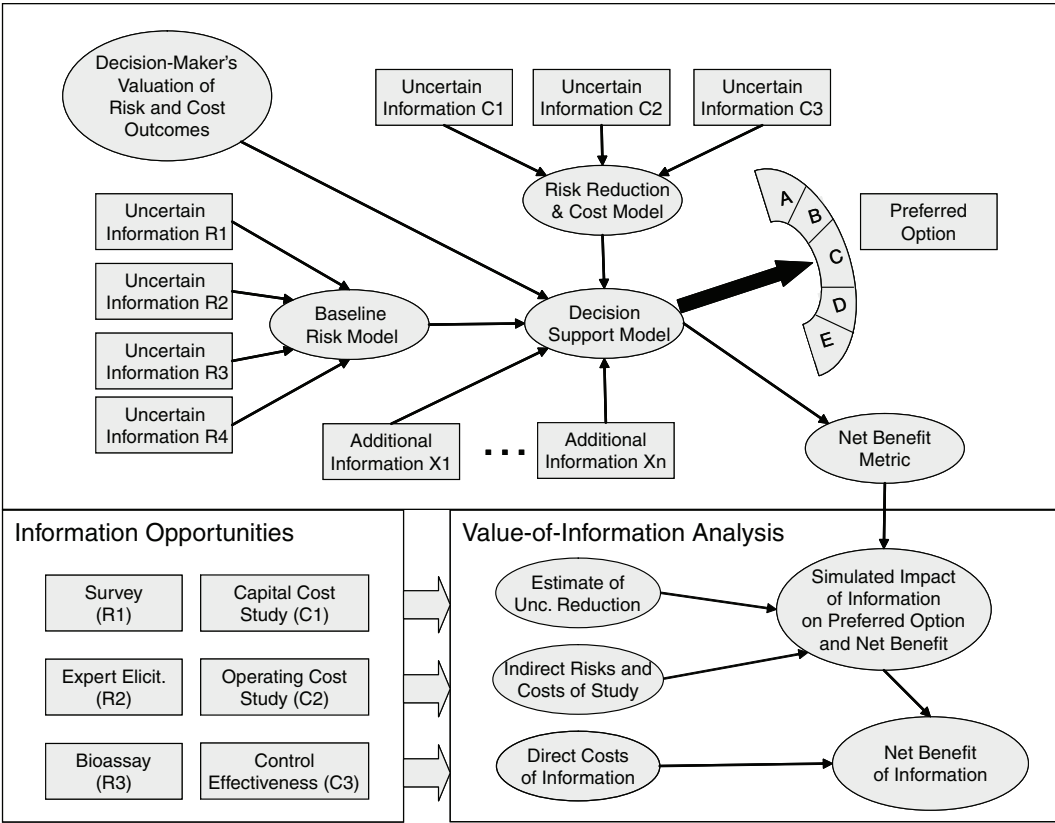 Decision-Maker's
Valuation of
Risk and Cost
Outcomes
Uncertain
Information C1
Uncertain
Information C2
Uncertain
Information C3
Risk Reduction
& Cost Model
Uncertain
Information R1
Uncertain
Information R2
Uncertain
Information R3
Uncertain
Information R4
Baseline
Risk Model
Decision
Support Model
A
B
C
D
E
Preferred
Option
Additional
Information X1
...
Additional
Information Xn
Net Benefit
Metric
Information Opportunities
Survey
(R1)
Capital Cost
Study (C1)
Expert Elicit.
(R2)
Operating Cost
Study (C2)
Bioassay
(R3)
Control
Effectiveness (C3)
Value-of-Information Analysis
Estimate of
Unc. Reduction
Indirect Risks and
Costs of Study
Direct Costs
of Information
Simulated Impact
of Information
on Preferred Option
and Net Benefit
Net Benefit
of Information